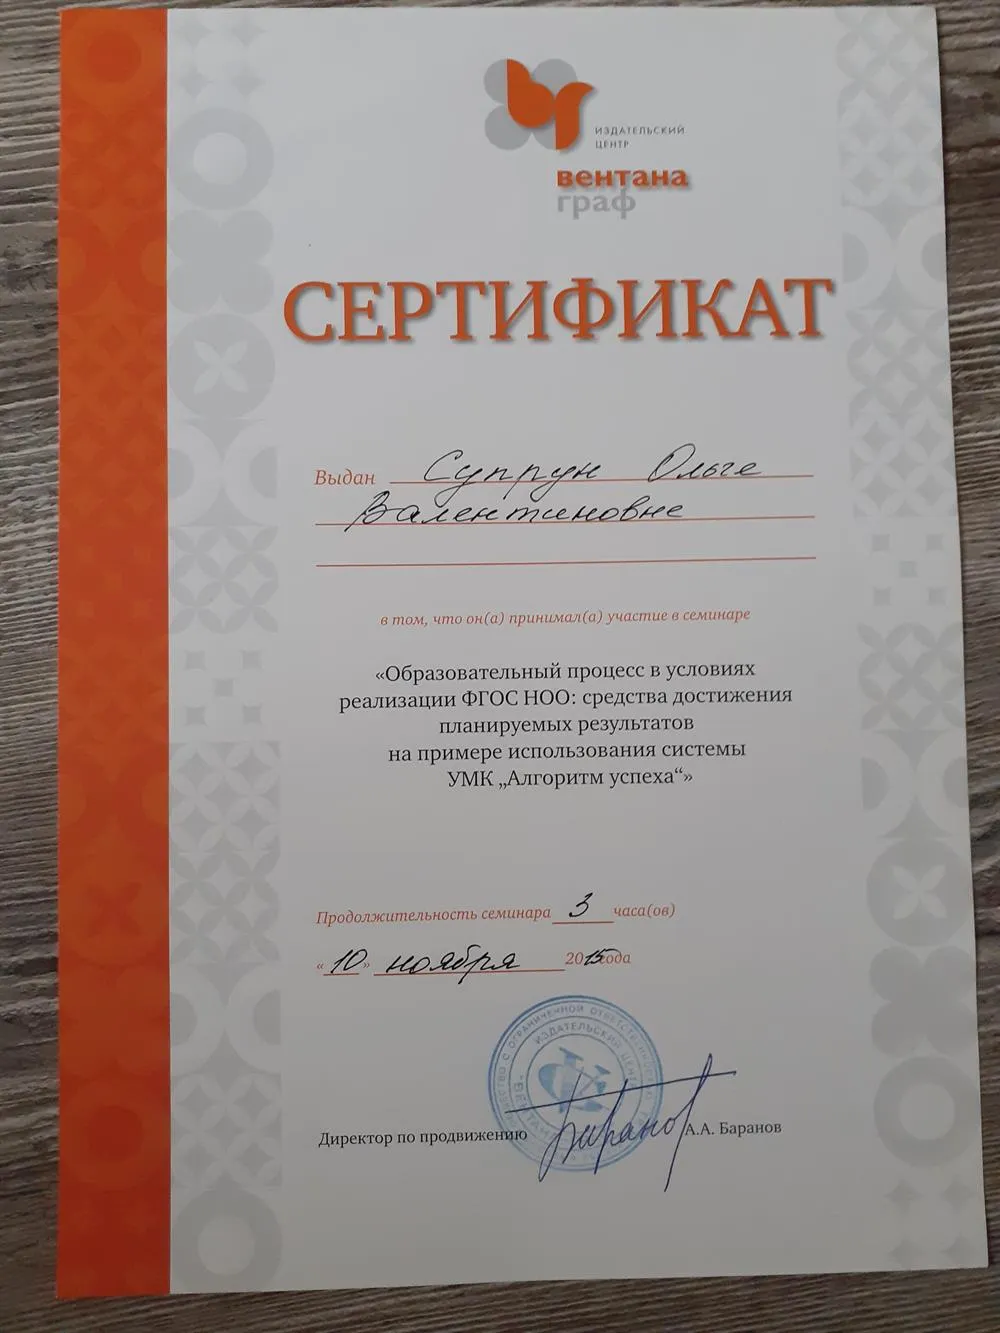 ИЗДАТЕЛЬСКИЙ
ЦЕНТР
вентана
граф
СЕРТИФИКАТ
Выдан Супрун Ольге
Валентиновне
в том, что он(а) принимал(а) участие в семинаре
«Образовательный процесс в условиях
реализации ФГОС НОО: средства достижения
планируемых результатов
на примере использования системы
УМК „Алгоритм успеха“»
Продолжительность семинара 3 часа(ов)
«10» ноября 2015 года
ИЗДАТЕЛЬСКИЙ ЦЕНТР
Директор по продвижению А.А. Баранов